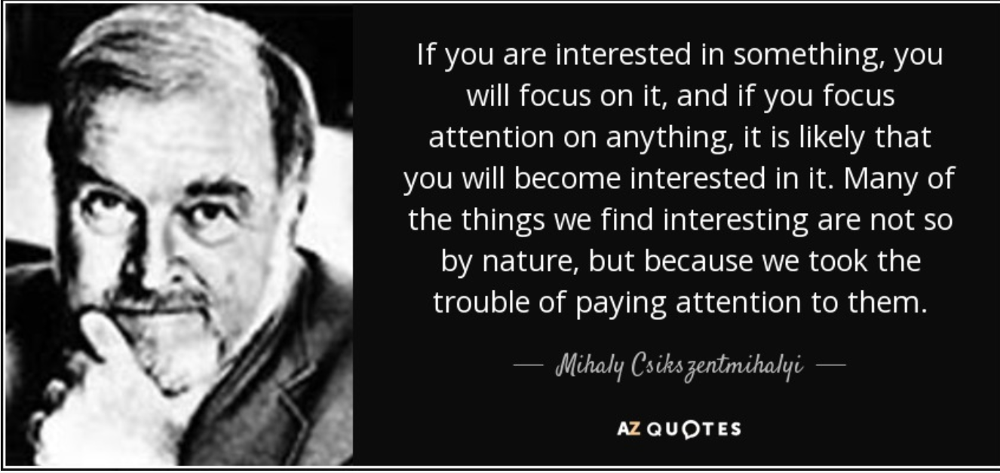 If you are interested in something, you
will focus on it, and if you focus
attention on anything, it is likely that
you will become interested in it. Many of
the things we find interesting are not so
by nature, but because we took the
trouble of paying attention to them.
— Mihaly Csikszentmihalyi —
AZ QUOTES